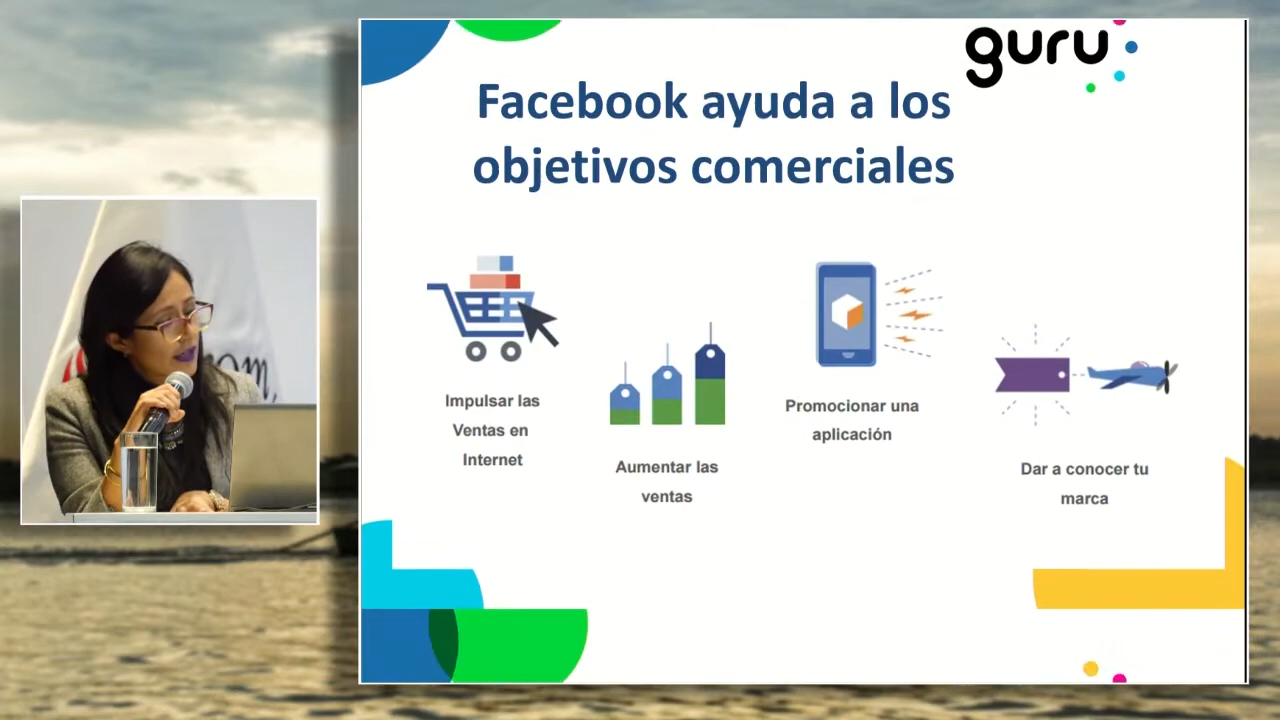 guru
Facebook ayuda a los
objetivos comerciales
Impulsar las
Ventas en
Internet
Aumentar las
ventas
Promocionar una
aplicación
Dar a conocer tu
marca